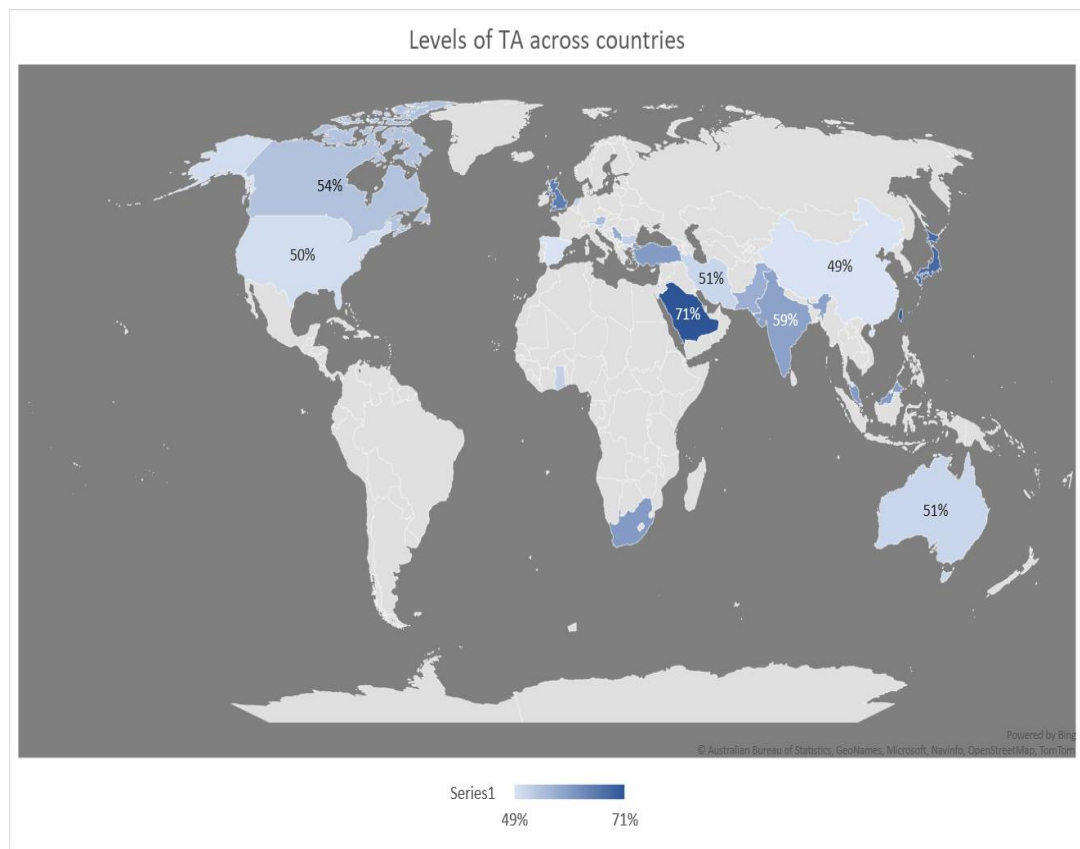 Levels of TA across countries
54%
50%
51%
49%
71%
59%
51%
Powered by Bing
© Australian Bureau of Statistics, GeoNames, Microsoft, Navinfo, OpenStreetMap, TomTom
Series1
49%
71%